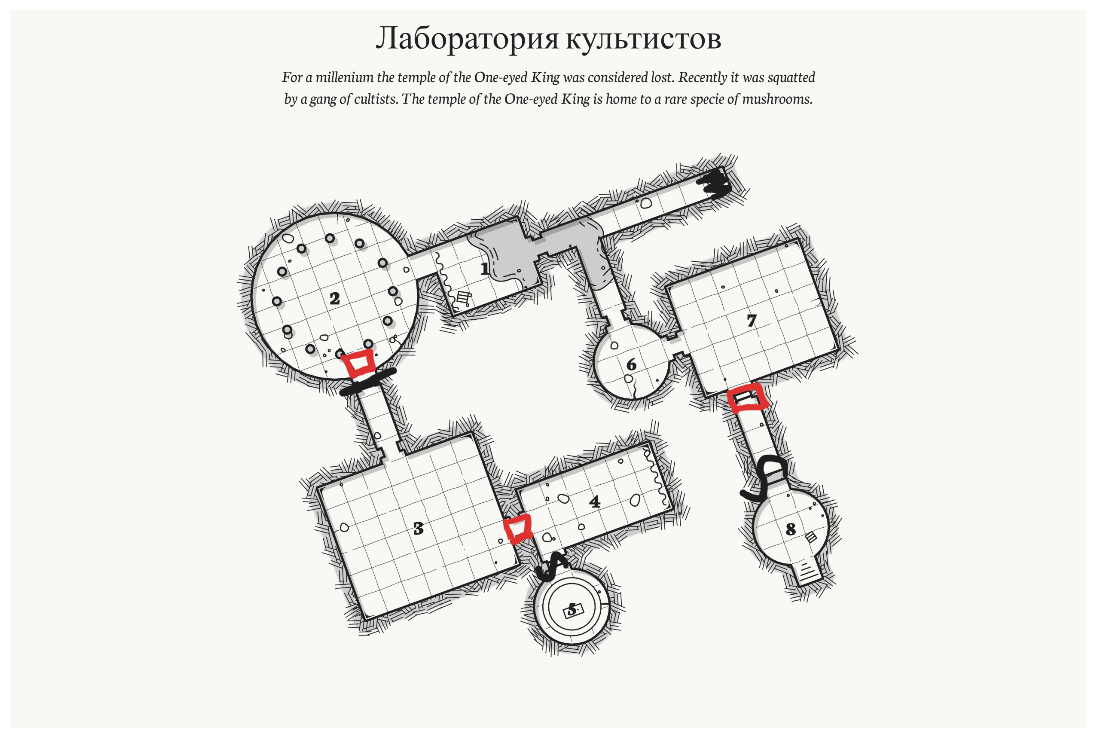 Лаборатория культистов
For a millenium the temple of the One-eyed King was considered lost. Recently it was squatted
by a gang of cultists. The temple of the One-eyed King is home to a rare specie of mushrooms.
1
2
7
6
4
3
8
5